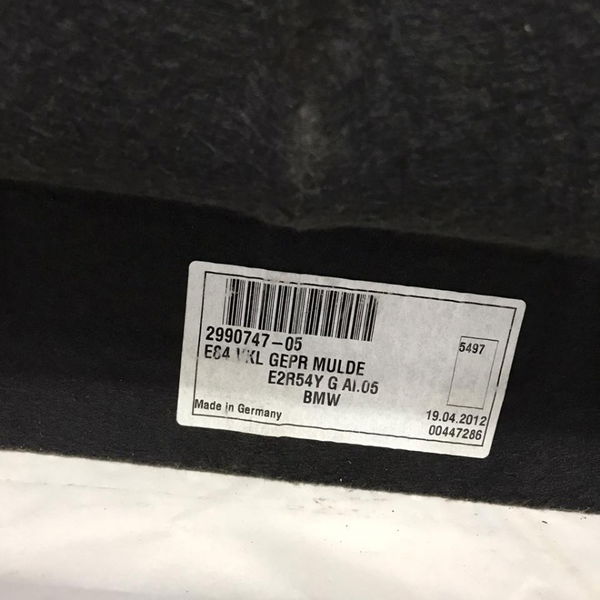 2990747-05
E84 VKL GEPR MULDE
5497
E2R54Y G AI.05
BMW
Made in Germany
19.04.2012
00447286